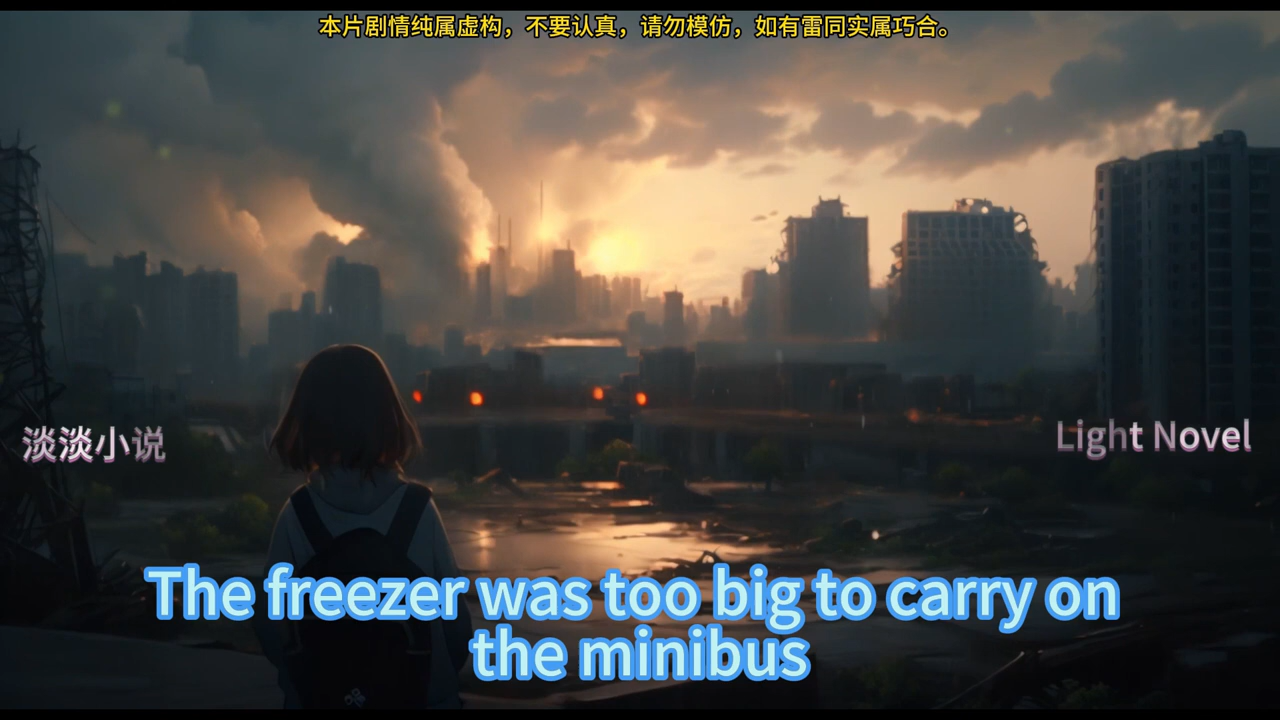 本片剧情纯属虚构，不要认真，请勿模仿，如有雷同实属巧合。
淡淡小说
Light Novel
The freezer was too big to carry on
the minibus